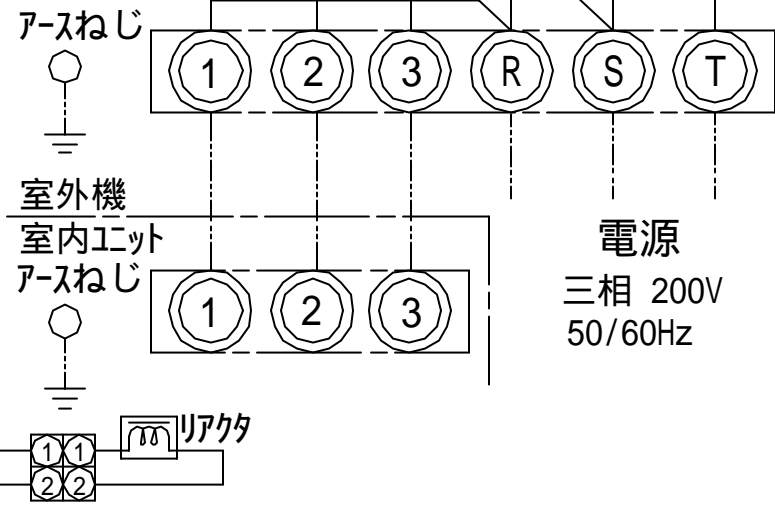 アースねじ
1 2 3 R S T
室外機
室内ユニット
アースねじ
1 2 3
電源
三相 200V
50/60Hz
リアクタ
1 1
2 2